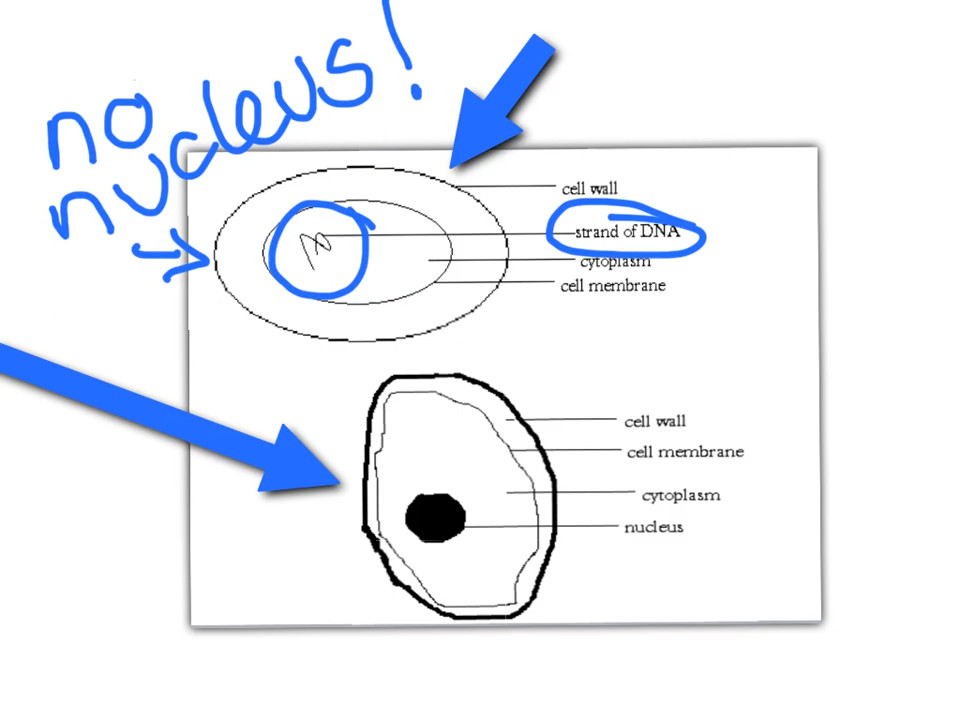 no
nucleus!
cell wall
strand of DNA
cytoplasm
cell membrane
cell wall
cell membrane
cytoplasm
nucleus